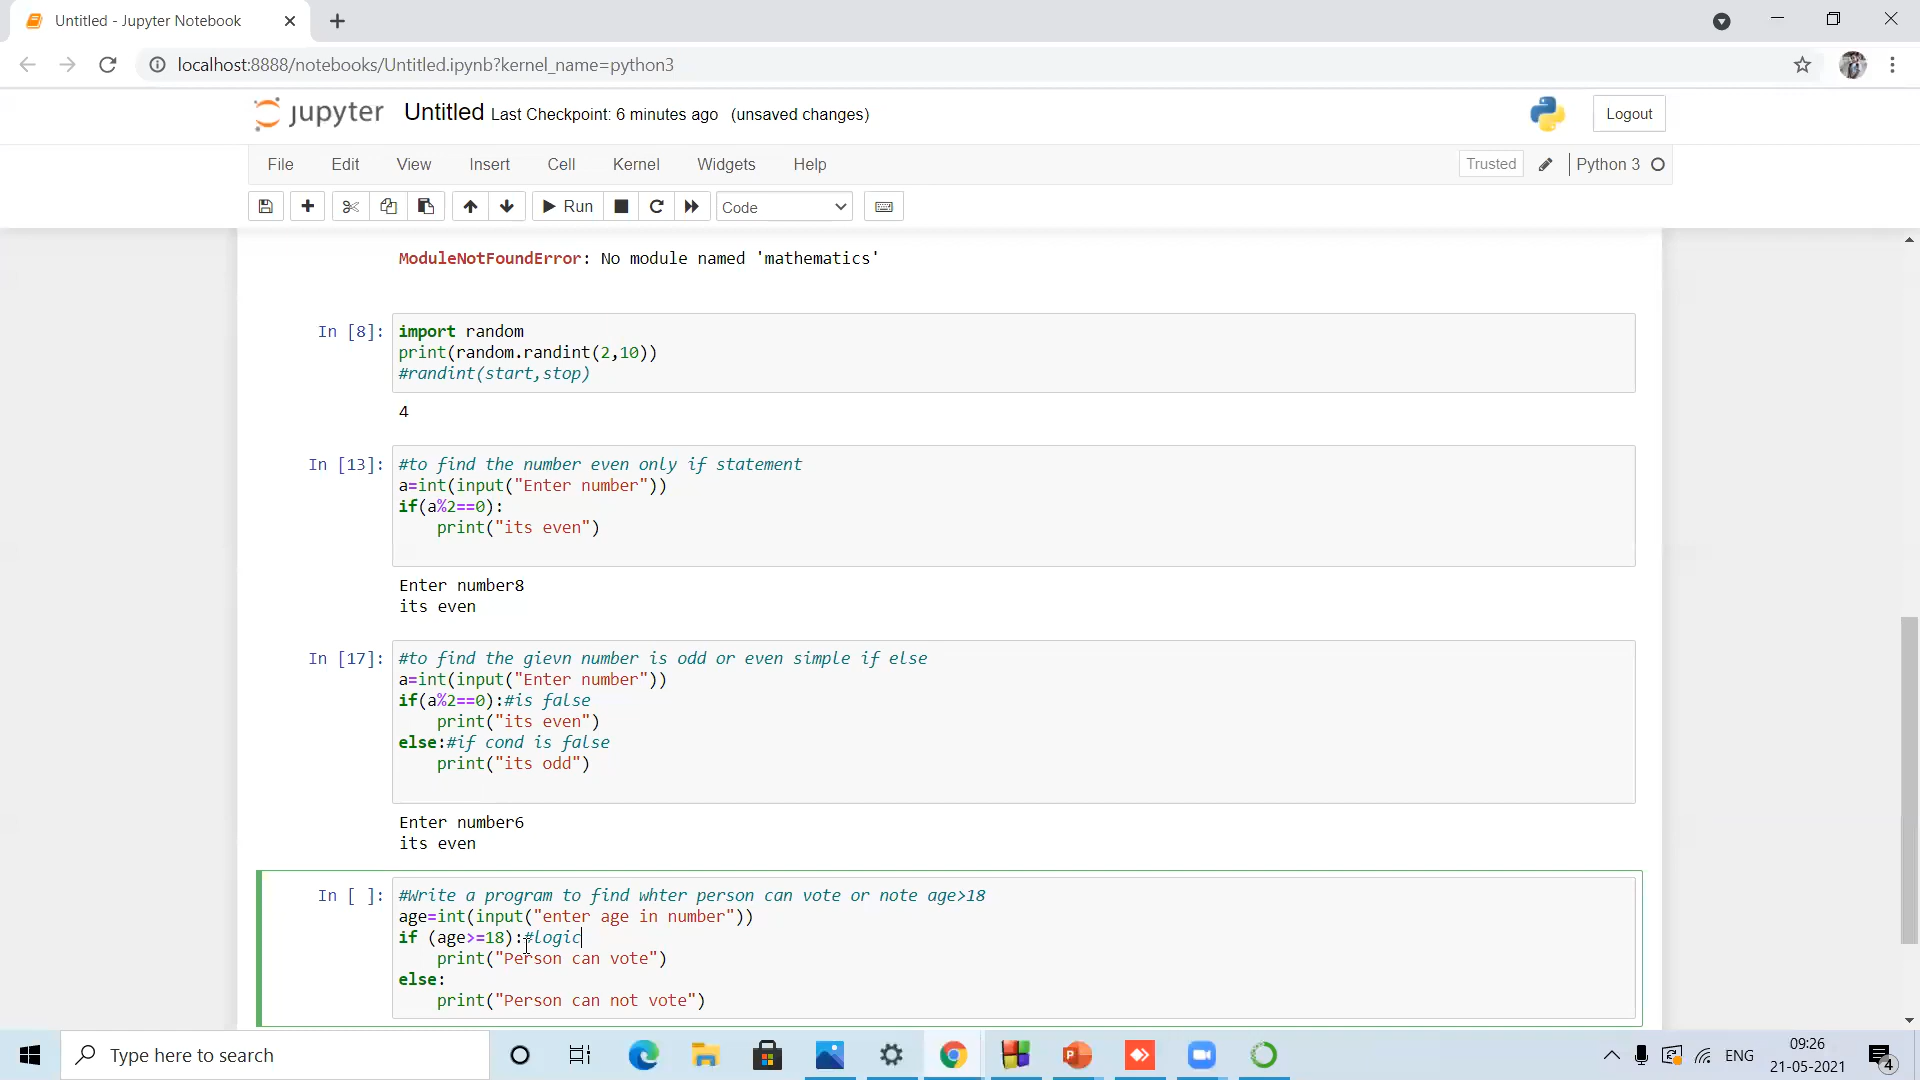 Untitled - Jupyter Notebook
localhost:8888/notebooks/Untitled.ipynb?kernel_name=python3
jupyter Untitled Last Checkpoint: 6 minutes ago (unsaved changes) Logout
File Edit View Insert Cell Kernel Widgets Help Trusted Python 3
Run Code
ModuleNotFoundError: No module named 'mathematics'
In [8]: import random
print(random.randint(2,10))
#randint(start,stop)
4
In [13]: #to find the number even only if statement
a=int(input("Enter number"))
if(a%2==0):
print("its even")
Enter number8
its even
In [17]: #to find the gievn number is odd or even simple if else
a=int(input("Enter number"))
if(a%2==0):#is false
print("its even")
else:#if cond is false
print("its odd")
Enter number6
its even
In [ ]: #Write a program to find whter person can vote or note age>18
age=int(input("enter age in number"))
if (age>=18):#logic
print("Person can vote")
else:
print("Person can not vote")
Type here to search
ENG
09:26
21-05-2021
4